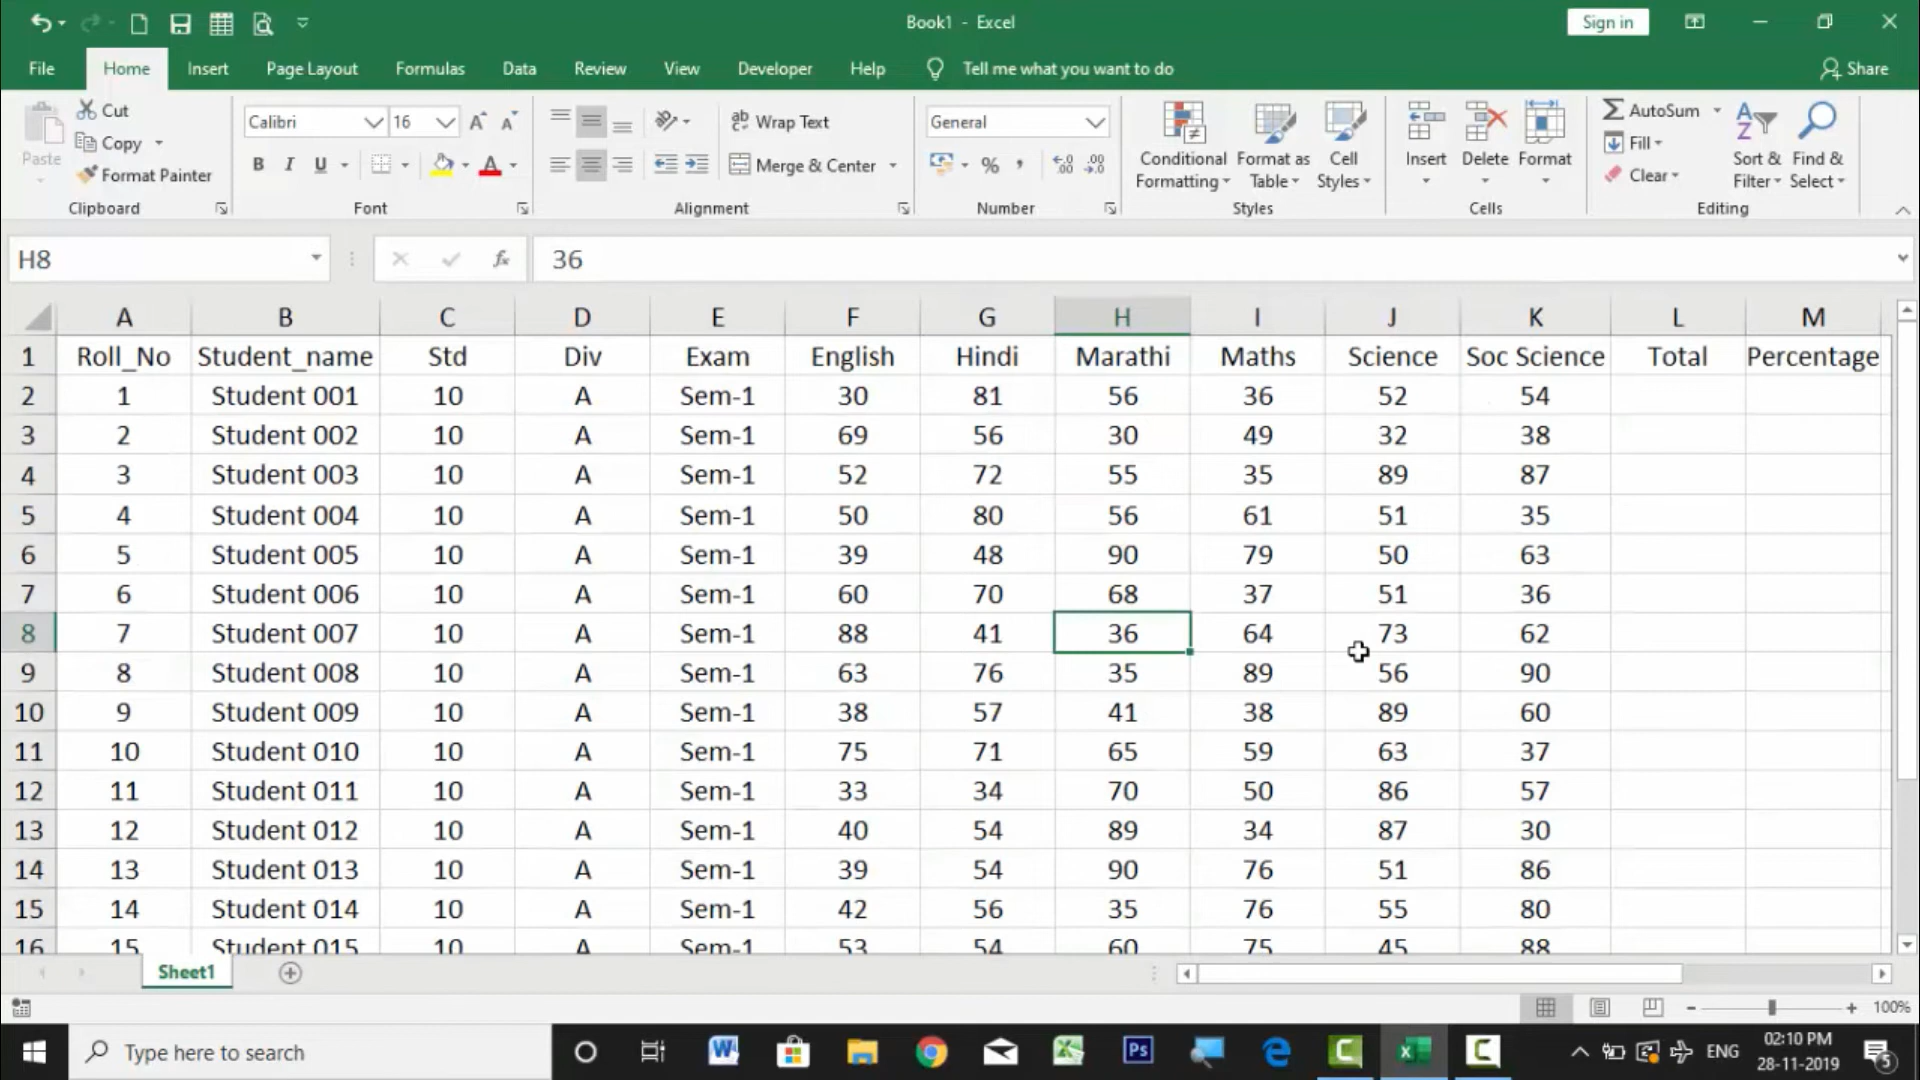 Book1 - Excel
Sign in
File Home Insert Page Layout Formulas Data Review View Developer Help Tell me what you want to do Share
Paste
Cut
Copy
Format Painter
Clipboard
Calibri 16
B I U A
Font
Wrap Text
Merge & Center
Alignment
General
%
Number
Conditional Formatting
Format as Table
Cell Styles
Styles
Insert Delete Format
Cells
AutoSum
Fill
Clear
Sort & Filter
Find & Select
Editing
H8 fx 36
A B C D E F G H I J K L M
1 Roll_No Student_name Std Div Exam English Hindi Marathi Maths Science Soc Science Total Percentage
2 1 Student 001 10 A Sem-1 30 81 56 36 52 54
3 2 Student 002 10 A Sem-1 69 56 30 49 32 38
4 3 Student 003 10 A Sem-1 52 72 55 35 89 87
5 4 Student 004 10 A Sem-1 50 80 56 61 51 35
6 5 Student 005 10 A Sem-1 39 48 90 79 50 63
7 6 Student 006 10 A Sem-1 60 70 68 37 51 36
8 7 Student 007 10 A Sem-1 88 41 36 64 73 62
9 8 Student 008 10 A Sem-1 63 76 35 89 56 90
10 9 Student 009 10 A Sem-1 38 57 41 38 89 60
11 10 Student 010 10 A Sem-1 75 71 65 59 63 37
12 11 Student 011 10 A Sem-1 33 34 70 50 86 57
13 12 Student 012 10 A Sem-1 40 54 89 34 87 30
14 13 Student 013 10 A Sem-1 39 54 90 76 51 86
15 14 Student 014 10 A Sem-1 42 56 35 76 55 80
16 15 Student 015 10 A Sem-1 53 54 60 75 45 88
Sheet1
100%
Type here to search
ENG
02:10 PM
28-11-2019
5